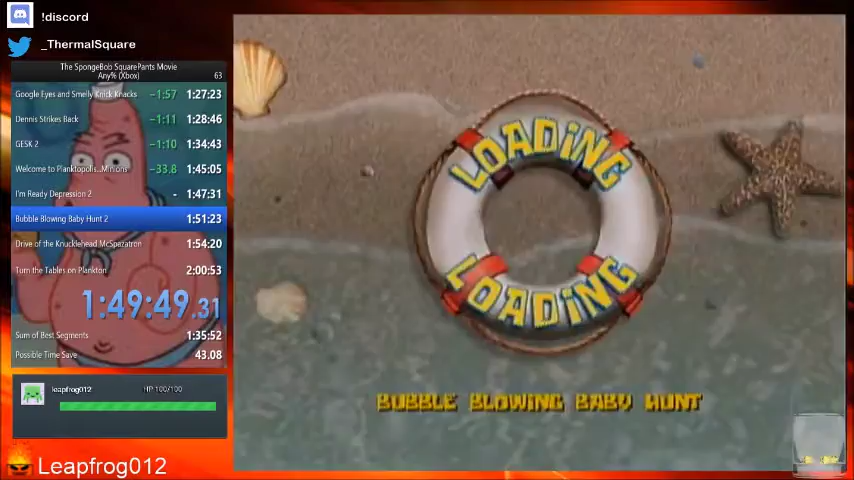 !discord
_ThermalSquare
The SpongeBob SquarePants Movie
Any% (Xbox) 63
Google Eyes and Smelly Knick Knacks -1:57 1:27:23
Dennis Strikes Back -1:11 1:28:46
GESK 2 -1:10 1:34:43
Welcome to Planktopolis...Minions -33.8 1:45:05
I'm Ready Depression 2 - 1:47:31
Bubble Blowing Baby Hunt 2 1:51:23
Drive of the Knucklehead McSpazatron 1:54:20
Turn the Tables on Plankton 2:00:53
1:49:49.31
Sum of Best Segments 1:35:52
Possible Time Save 43.08
leapfrog012 HP 100/100
Leapfrog012
LOADING
LOADING
BUBBLE BLOWING BABY HUNT